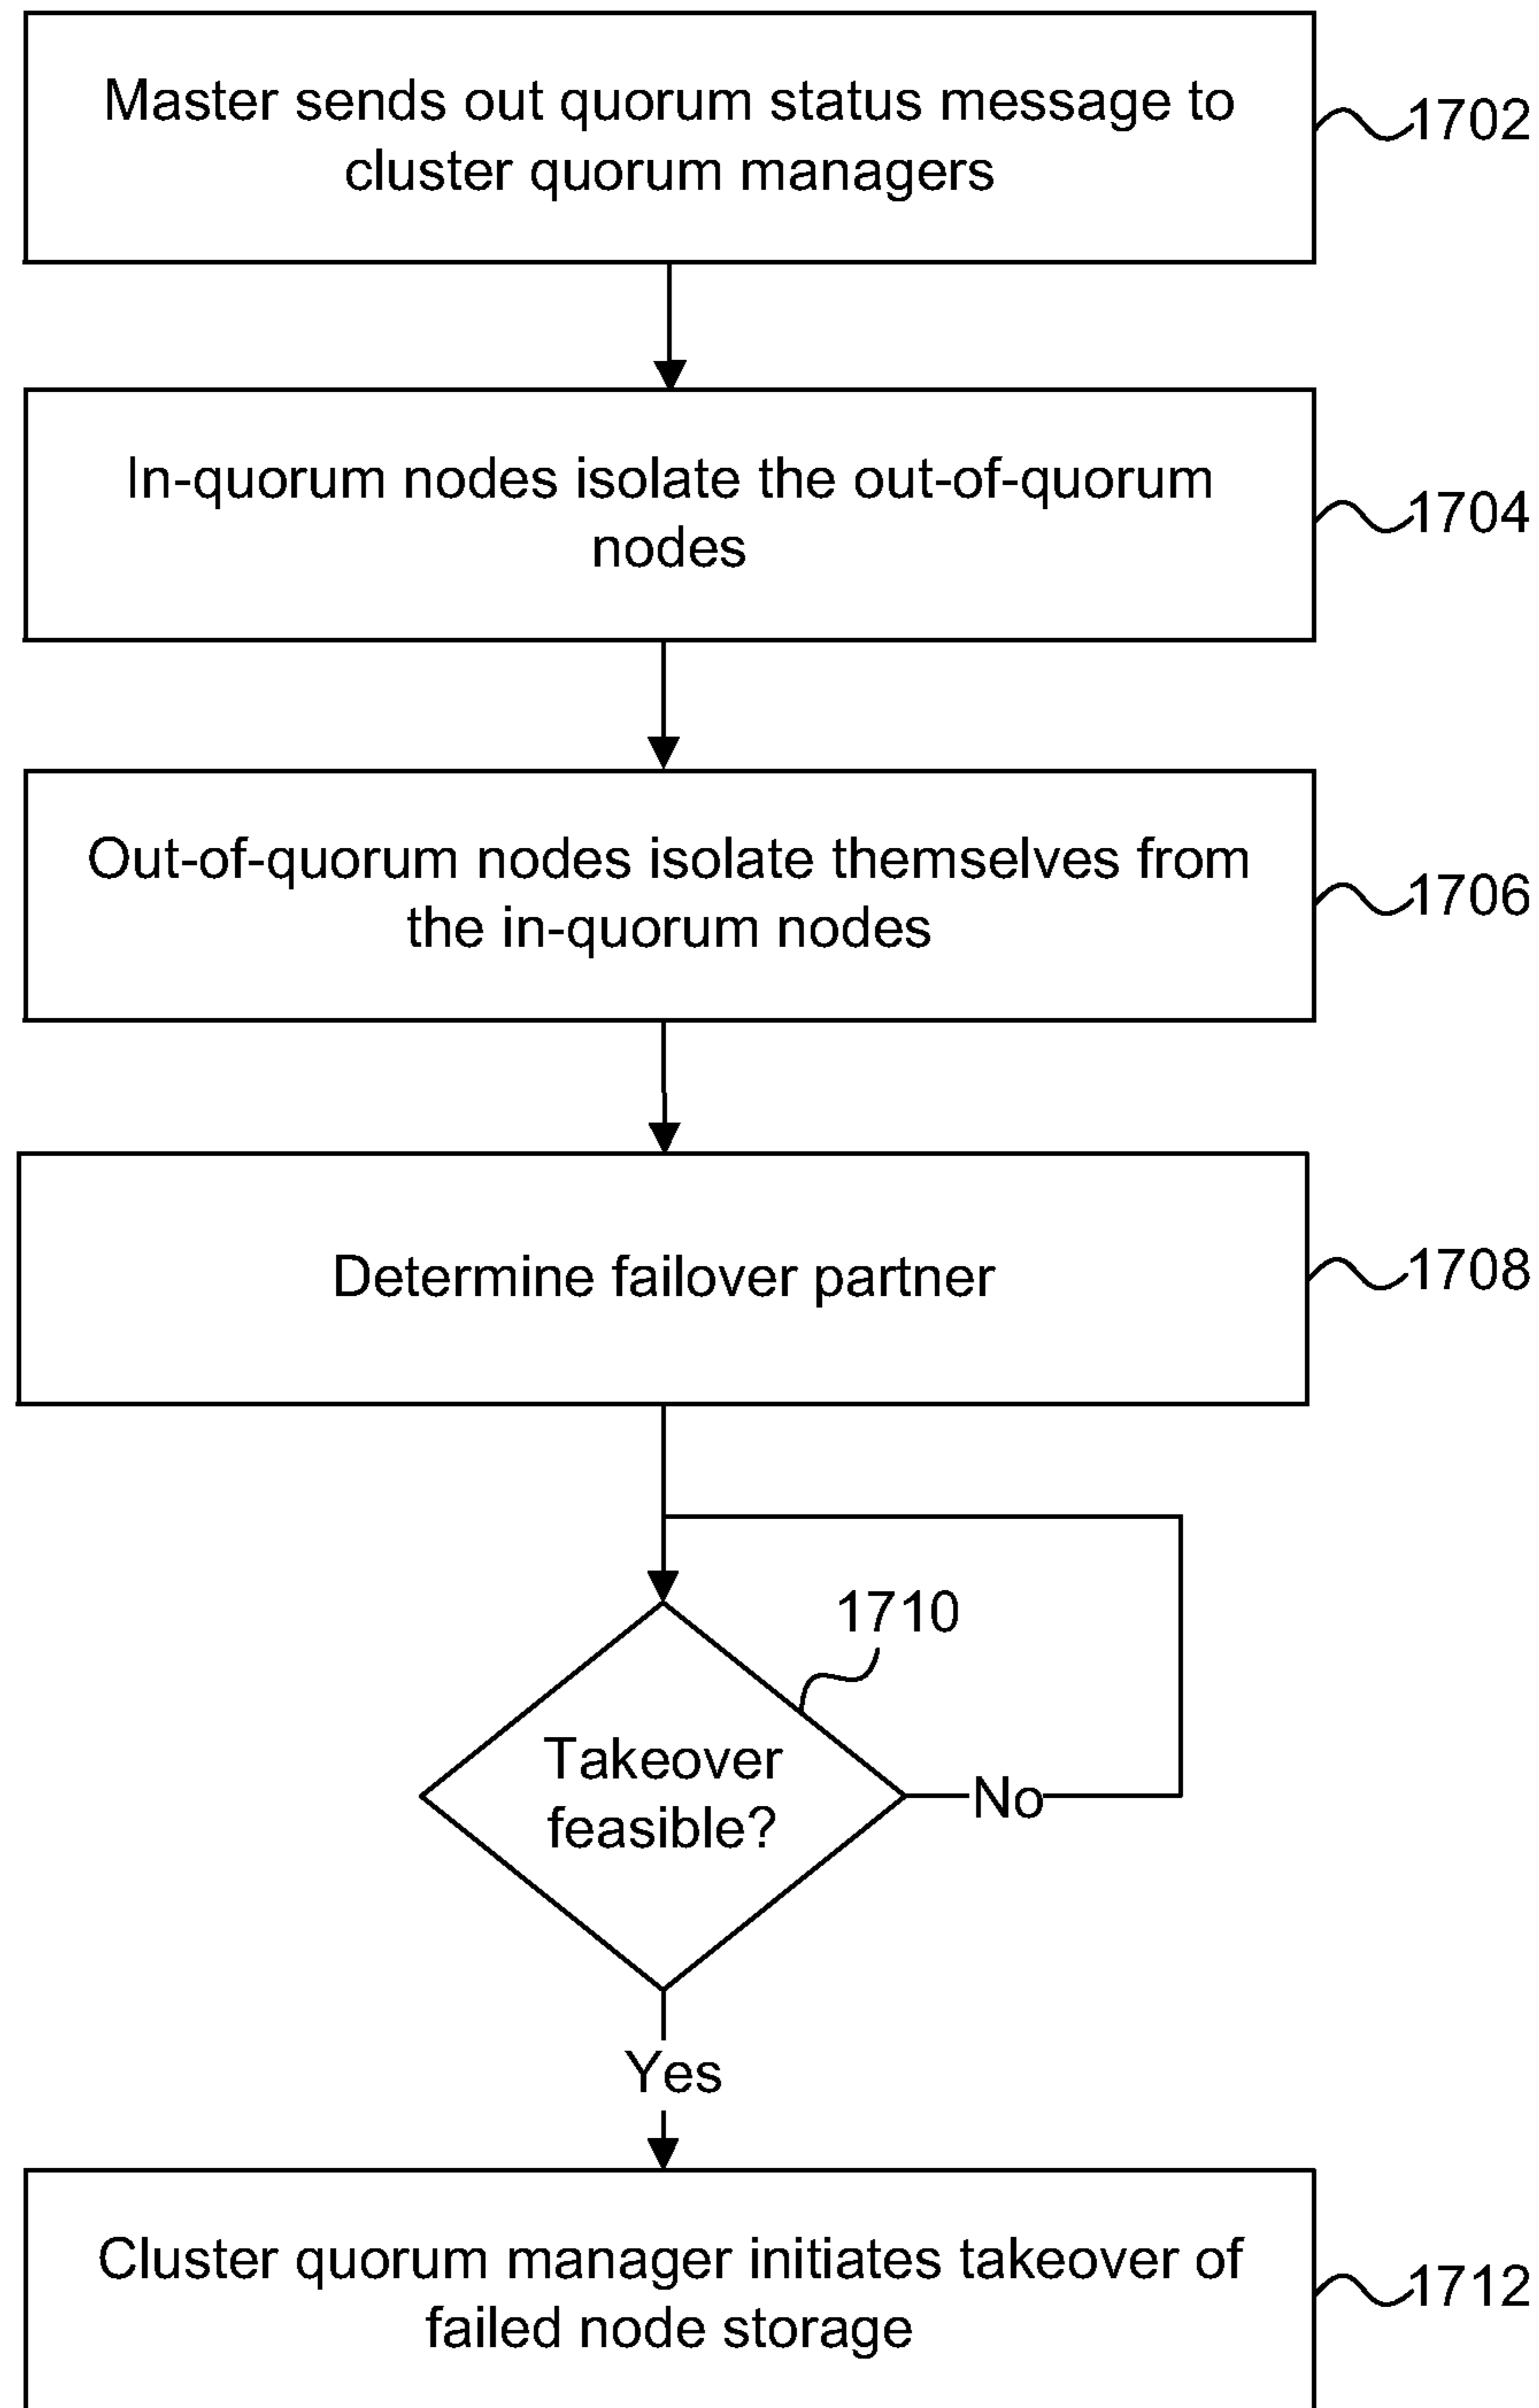 Master sends out quorum status message to
cluster quorum managers
1702
In-quorum nodes isolate the out-of-quorum
nodes
1704
Out-of-quorum nodes isolate themselves from
the in-quorum nodes
1706
Determine failover partner
1708
1710
Takeover
feasible?
No
Yes
Cluster quorum manager initiates takeover of
failed node storage
1712